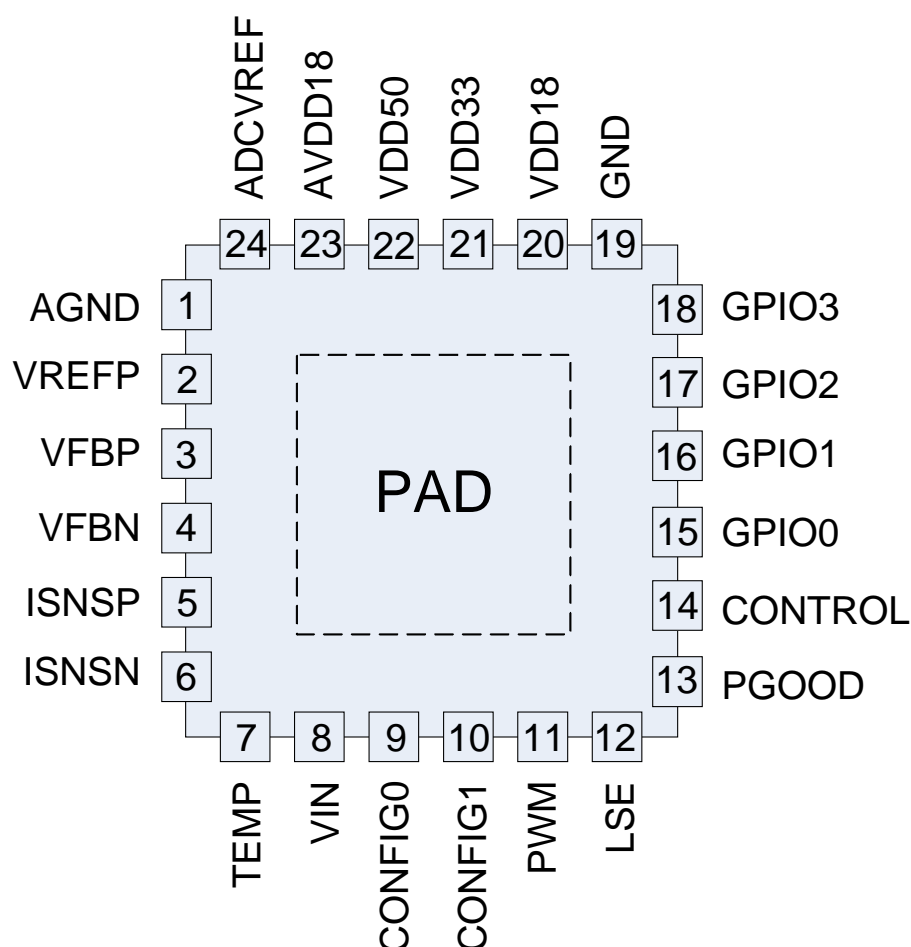 ADCVREF
AVDD18
VDD50
VDD33
VDD18
GND
24
23
22
21
20
19
AGND 1
VREFP 2
VFBP 3
VFBN 4
ISNSP 5
ISNSN 6
PAD
18 GPIO3
17 GPIO2
16 GPIO1
15 GPIO0
14 CONTROL
13 PGOOD
7
8
9
10
11
12
TEMP
VIN
CONFIG0
CONFIG1
PWM
LSE